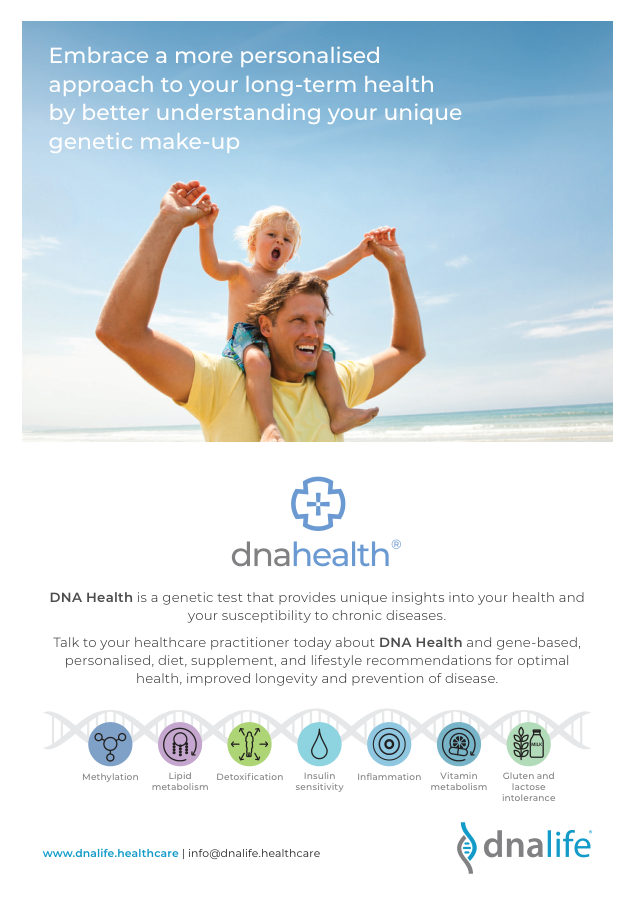 Embrace a more personalised
approach to your long-term health
by better understanding your unique
genetic make-up
dnahealth®
DNA Health is a genetic test that provides unique insights into your health and
your susceptibility to chronic diseases.
Talk to your healthcare practitioner today about DNA Health and gene-based,
personalised, diet, supplement, and lifestyle recommendations for optimal
health, improved longevity and prevention of disease.
MILK
Methylation
Lipid
metabolism
Detoxification
Insulin
sensitivity
Inflammation
Vitamin
metabolism
Gluten and
lactose
intolerance
www.dnalife.healthcare | info@dnalife.healthcare
dnalife®